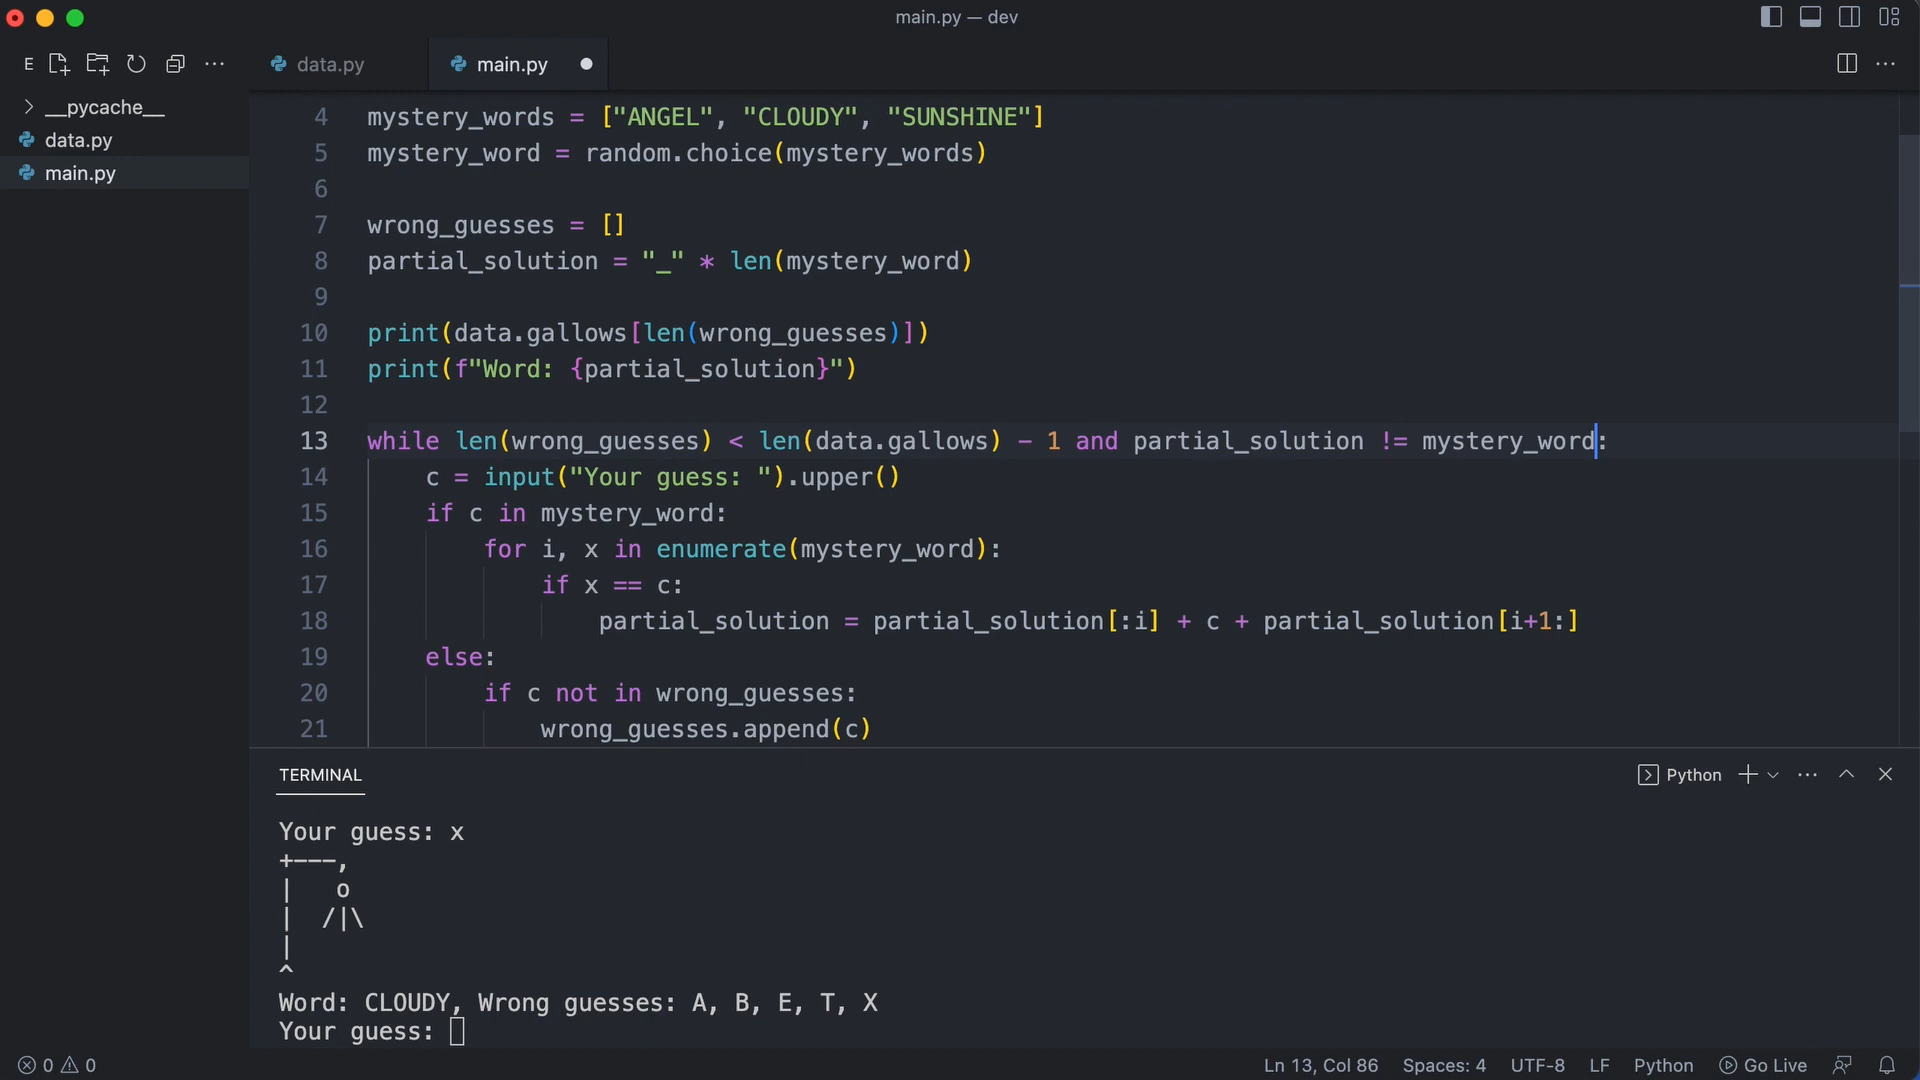 main.py — dev
E
data.py
main.py
__pycache__
data.py
main.py
4 mystery_words = ["ANGEL", "CLOUDY", "SUNSHINE"]
5 mystery_word = random.choice(mystery_words)
6
7 wrong_guesses = []
8 partial_solution = "_" * len(mystery_word)
9
10 print(data.gallows[len(wrong_guesses)])
11 print(f"Word: {partial_solution}")
12
13 while len(wrong_guesses) < len(data.gallows) - 1 and partial_solution != mystery_word:
14     c = input("Your guess: ").upper()
15     if c in mystery_word:
16         for i, x in enumerate(mystery_word):
17             if x == c:
18                 partial_solution = partial_solution[:i] + c + partial_solution[i+1:]
19     else:
20         if c not in wrong_guesses:
21             wrong_guesses.append(c)
TERMINAL
Python
Your guess: x
+---,
|   o
|  /|\
|
^
Word: CLOUDY, Wrong guesses: A, B, E, T, X
Your guess:
0 0
Ln 13, Col 86 Spaces: 4 UTF-8 LF Python Go Live